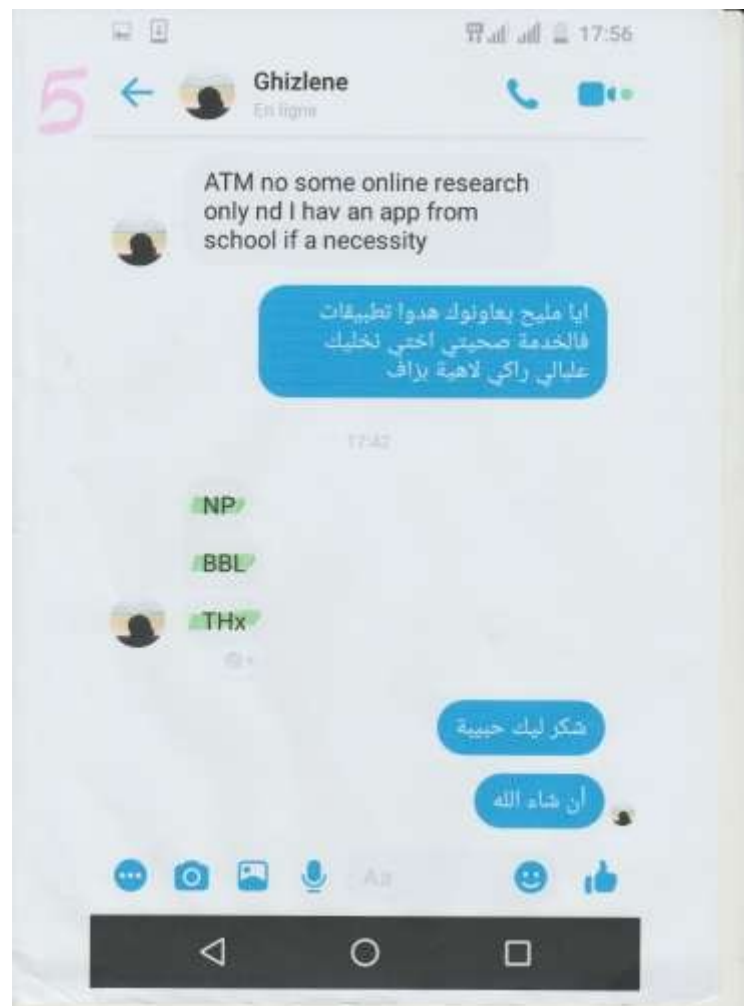 17:56
5
Ghizlene
En ligne
ATM no some online research
only nd I hav an app from
school if a necessity
ايا مليح يعاونوك هدوا تطبيقات
فالخدمة صحيتي اختي نخليك
علبالي راكي لاهية بزاف
17:42
NP
BBL
THx
شكر ليك حبيبة
أن شاء الله
Aa